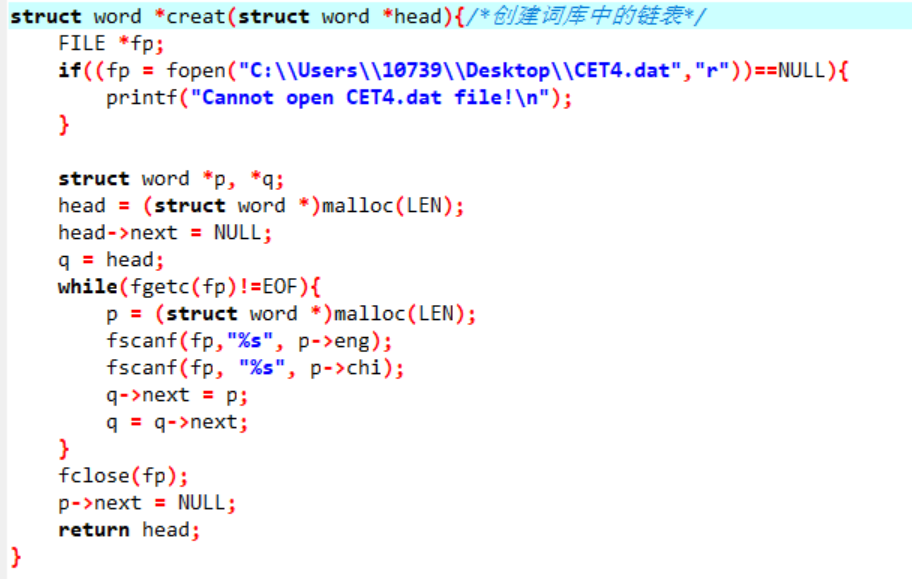 struct word *creat(struct word *head){/*创建词库中的链表*/
    FILE *fp;
    if((fp = fopen("C:\\Users\\10739\\Desktop\\CET4.dat","r"))==NULL){
        printf("Cannot open CET4.dat file!\n");
    }

    struct word *p, *q;
    head = (struct word *)malloc(LEN);
    head->next = NULL;
    q = head;
    while(fgetc(fp)!=EOF){
        p = (struct word *)malloc(LEN);
        fscanf(fp,"%s", p->eng);
        fscanf(fp, "%s", p->chi);
        q->next = p;
        q = q->next;
    }
    fclose(fp);
    p->next = NULL;
    return head;
}